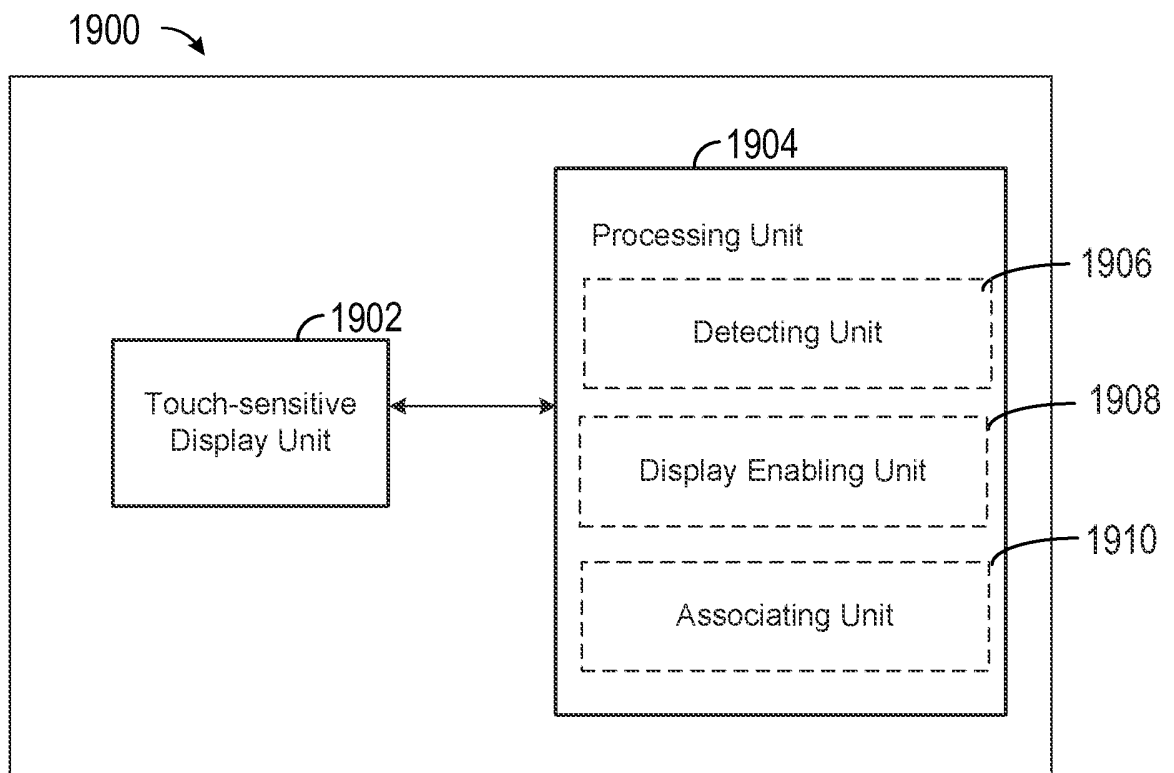 1900
1904
Processing Unit
1906
Detecting Unit
1902
Touch-sensitive
Display Unit
1908
Display Enabling Unit
1910
Associating Unit